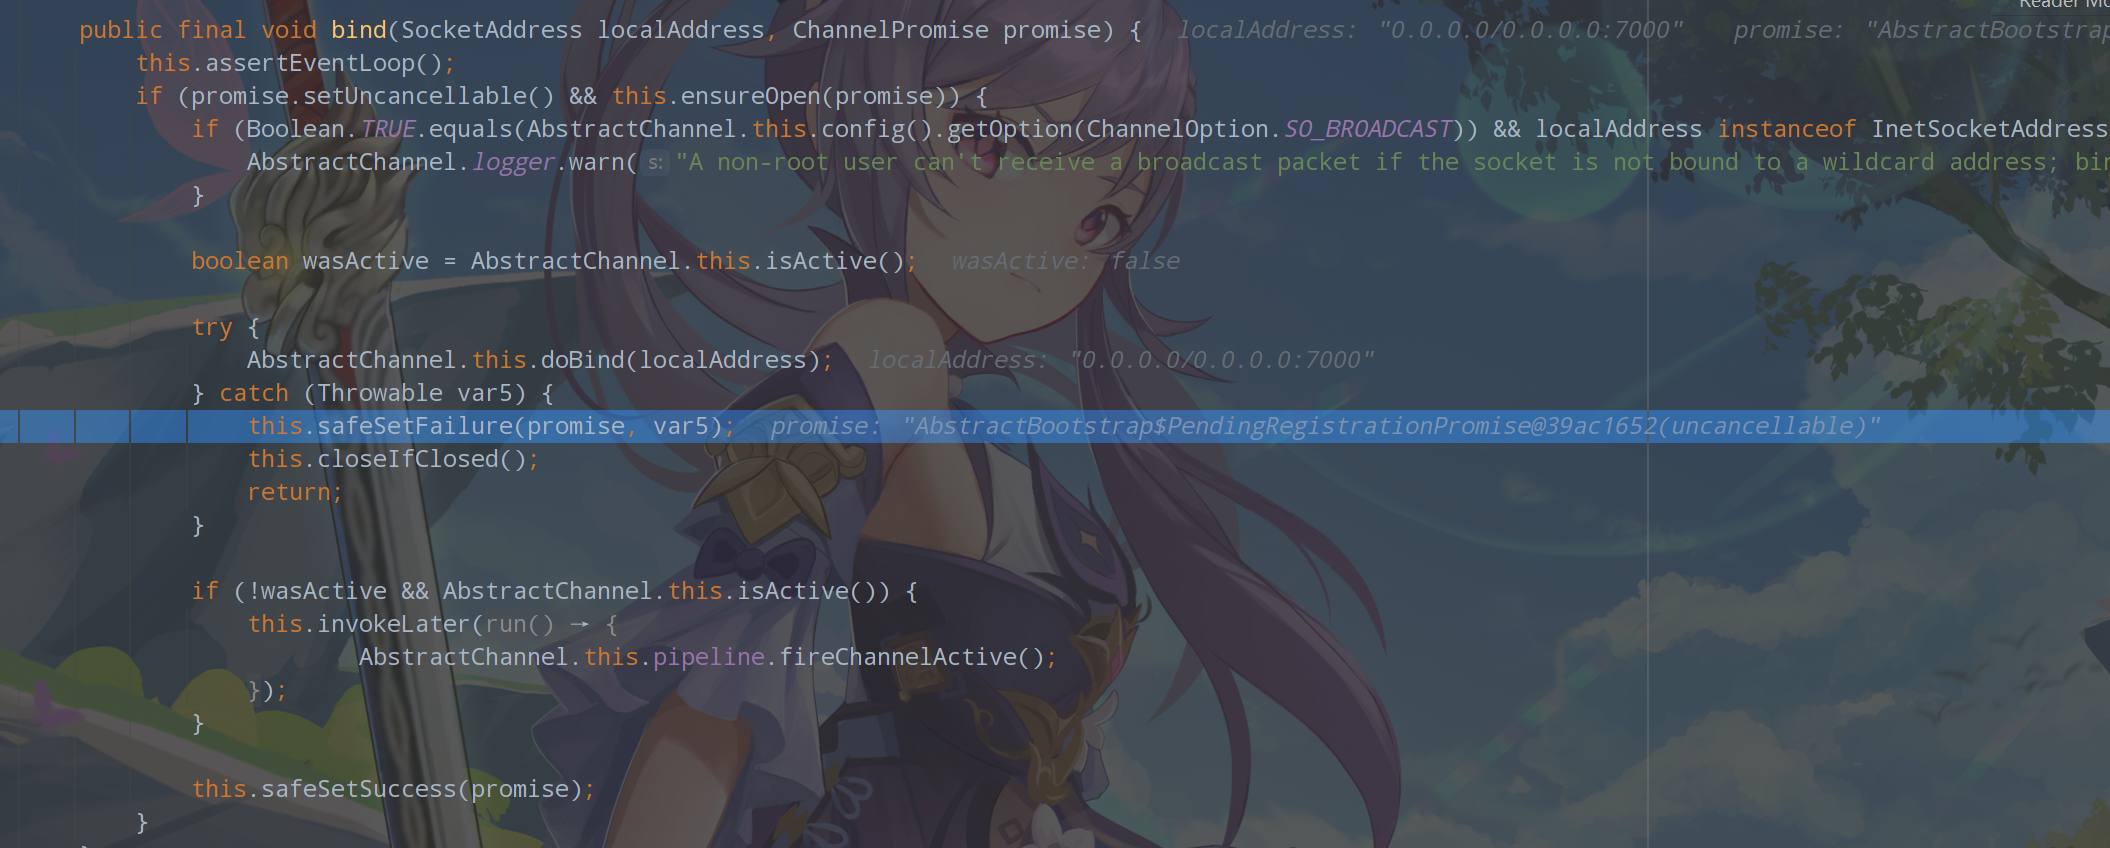 Reader Mo
public final void bind(SocketAddress localAddress, ChannelPromise promise) { localAddress: "0.0.0.0/0.0.0.0:7000" promise: "AbstractBootstrap
this.assertEventLoop();
if (promise.setUncancellable() && this.ensureOpen(promise)) {
if (Boolean.TRUE.equals(AbstractChannel.this.config().getOption(ChannelOption.SO_BROADCAST)) && localAddress instanceof InetSocketAddress
AbstractChannel.logger.warn( s: "A non-root user can't receive a broadcast packet if the socket is not bound to a wildcard address; bin
}
boolean wasActive = AbstractChannel.this.isActive(); wasActive: false
try {
AbstractChannel.this.doBind(localAddress); localAddress: "0.0.0.0/0.0.0.0:7000"
} catch (Throwable var5) {
this.safeSetFailure(promise, var5); promise: "AbstractBootstrap$PendingRegistrationPromise@39ac1652(uncancellable)"
this.closeIfClosed();
return;
}
if (!wasActive && AbstractChannel.this.isActive()) {
this.invokeLater(run() → {
AbstractChannel.this.pipeline.fireChannelActive();
});
}
this.safeSetSuccess(promise);
}